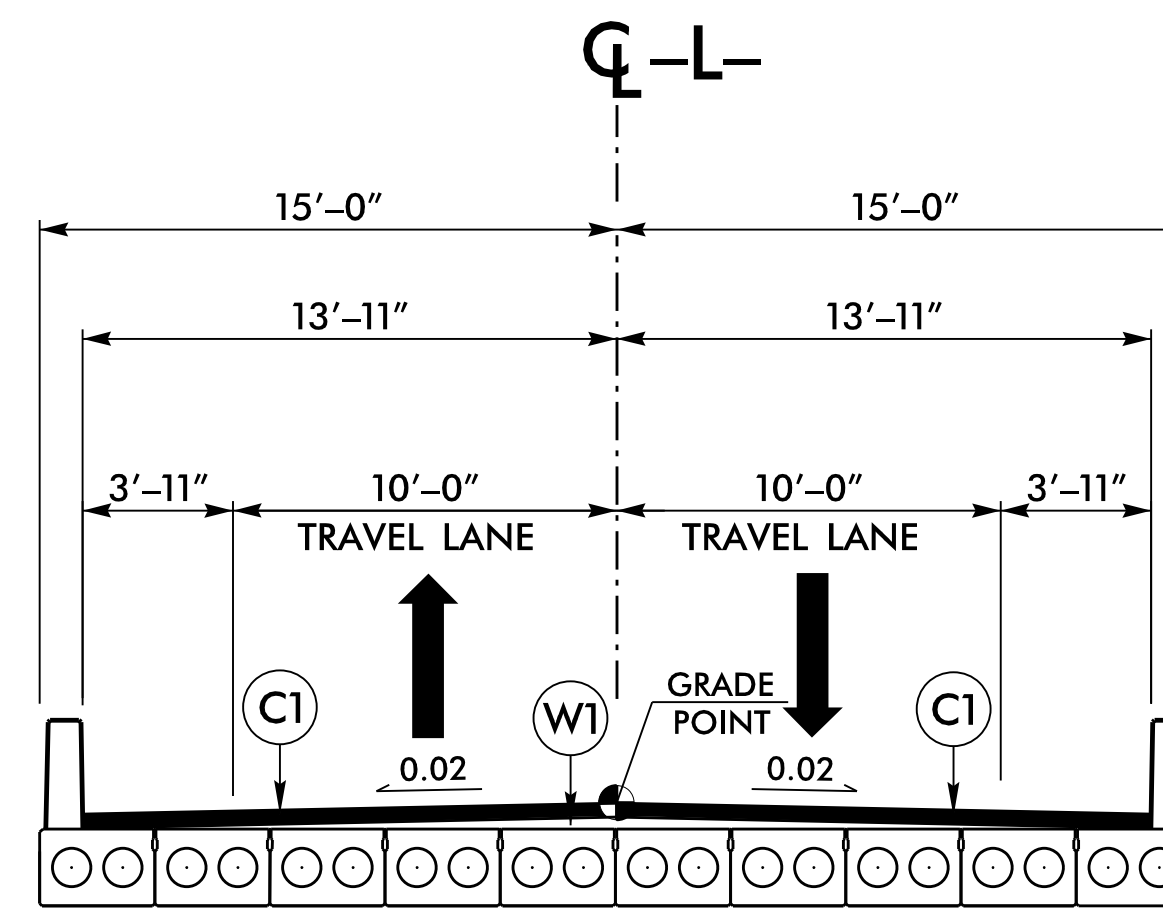 ℄ –L–
15′–0″ 15′–0″
13′–11″ 13′–11″
3′–11″ 10′–0″ 10′–0″ 3′–11″
TRAVEL LANE TRAVEL LANE
GRADE
POINT
C1 W1 C1
0.02 0.02